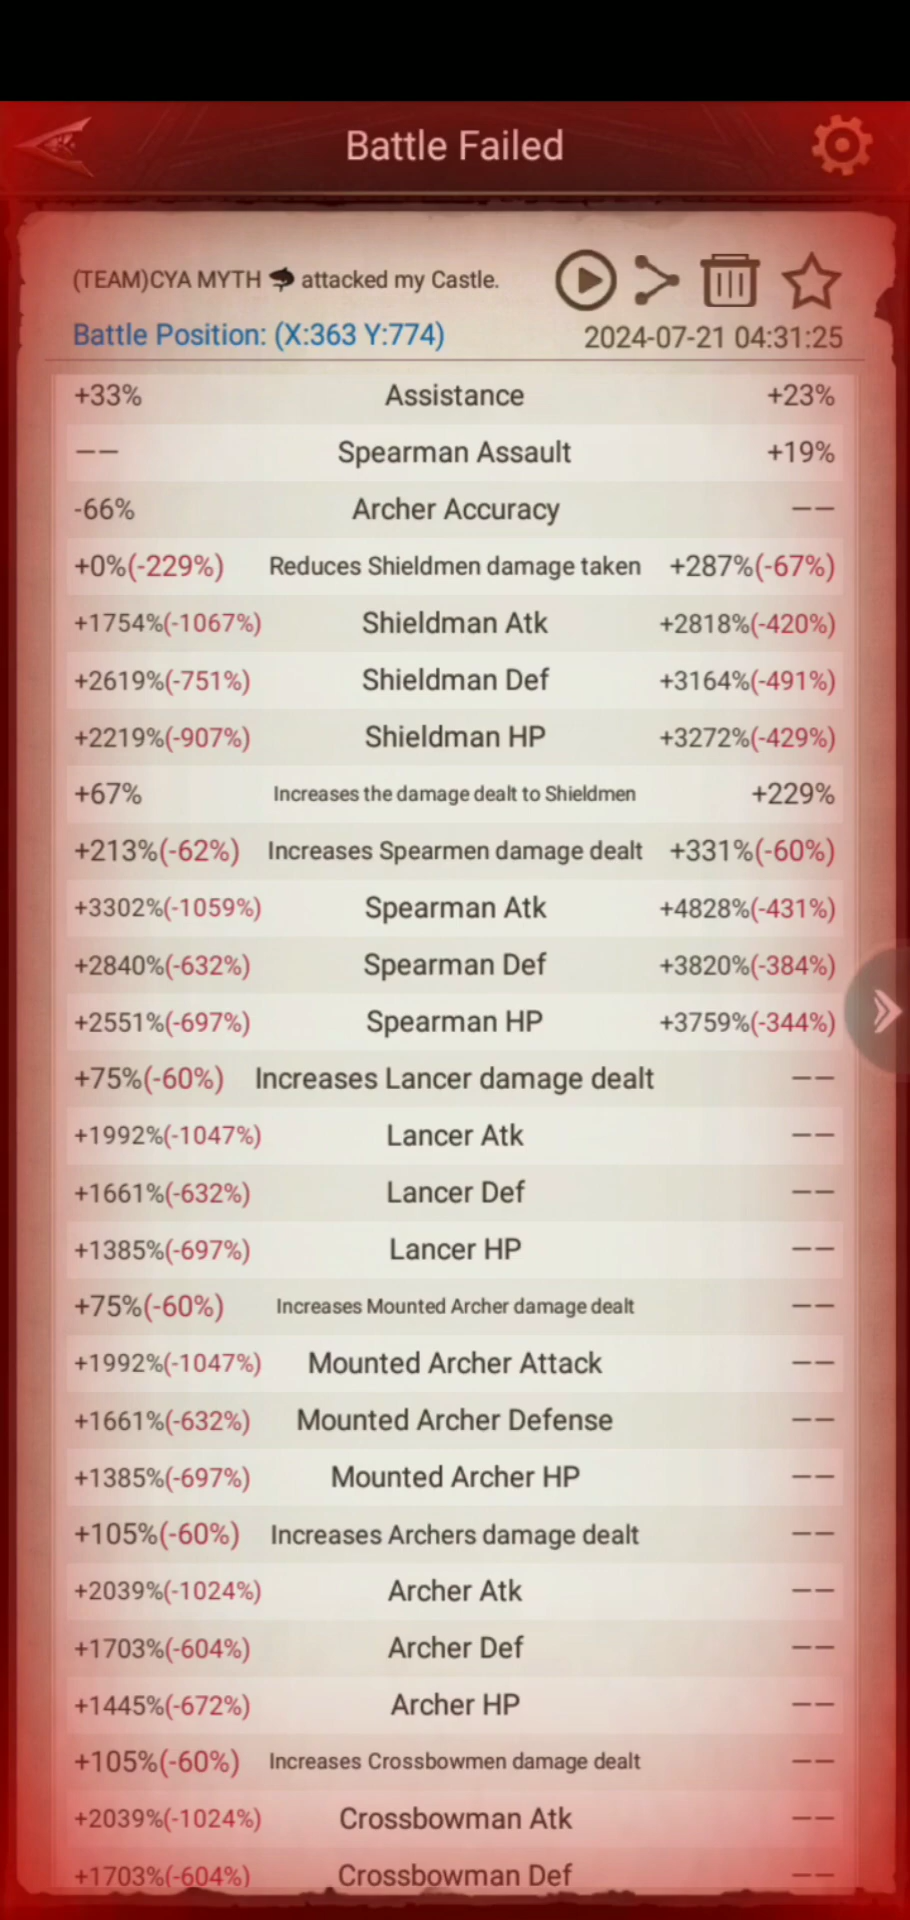 Battle Failed
(TEAM)CYA MYTH attacked my Castle.
Battle Position: (X:363 Y:774) 2024-07-21 04:31:25
+33% Assistance +23%
-- Spearman Assault +19%
-66% Archer Accuracy --
+0%(-229%) Reduces Shieldmen damage taken +287%(-67%)
+1754%(-1067%) Shieldman Atk +2818%(-420%)
+2619%(-751%) Shieldman Def +3164%(-491%)
+2219%(-907%) Shieldman HP +3272%(-429%)
+67% Increases the damage dealt to Shieldmen +229%
+213%(-62%) Increases Spearmen damage dealt +331%(-60%)
+3302%(-1059%) Spearman Atk +4828%(-431%)
+2840%(-632%) Spearman Def +3820%(-384%)
+2551%(-697%) Spearman HP +3759%(-344%)
+75%(-60%) Increases Lancer damage dealt --
+1992%(-1047%) Lancer Atk --
+1661%(-632%) Lancer Def --
+1385%(-697%) Lancer HP --
+75%(-60%) Increases Mounted Archer damage dealt --
+1992%(-1047%) Mounted Archer Attack --
+1661%(-632%) Mounted Archer Defense --
+1385%(-697%) Mounted Archer HP --
+105%(-60%) Increases Archers damage dealt --
+2039%(-1024%) Archer Atk --
+1703%(-604%) Archer Def --
+1445%(-672%) Archer HP --
+105%(-60%) Increases Crossbowmen damage dealt --
+2039%(-1024%) Crossbowman Atk --
+1703%(-604%) Crossbowman Def --